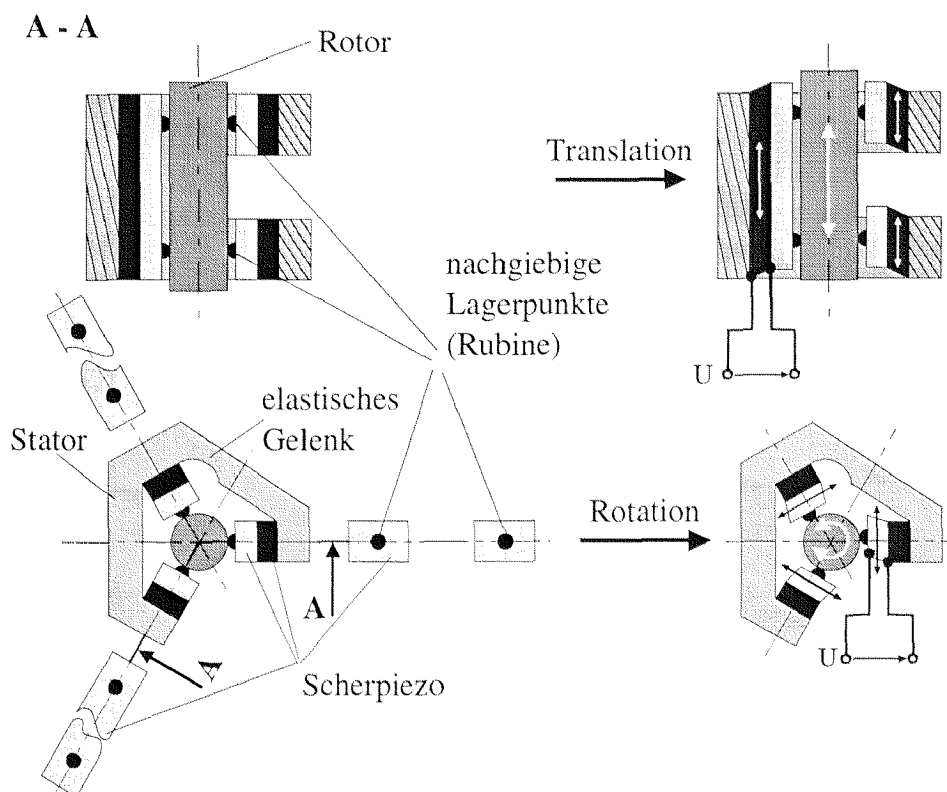 A - A
Rotor
Translation
nachgiebige
Lagerpunkte
(Rubine)
U
elastisches
Gelenk
Stator
Rotation
A
A
U
Scherpiezo